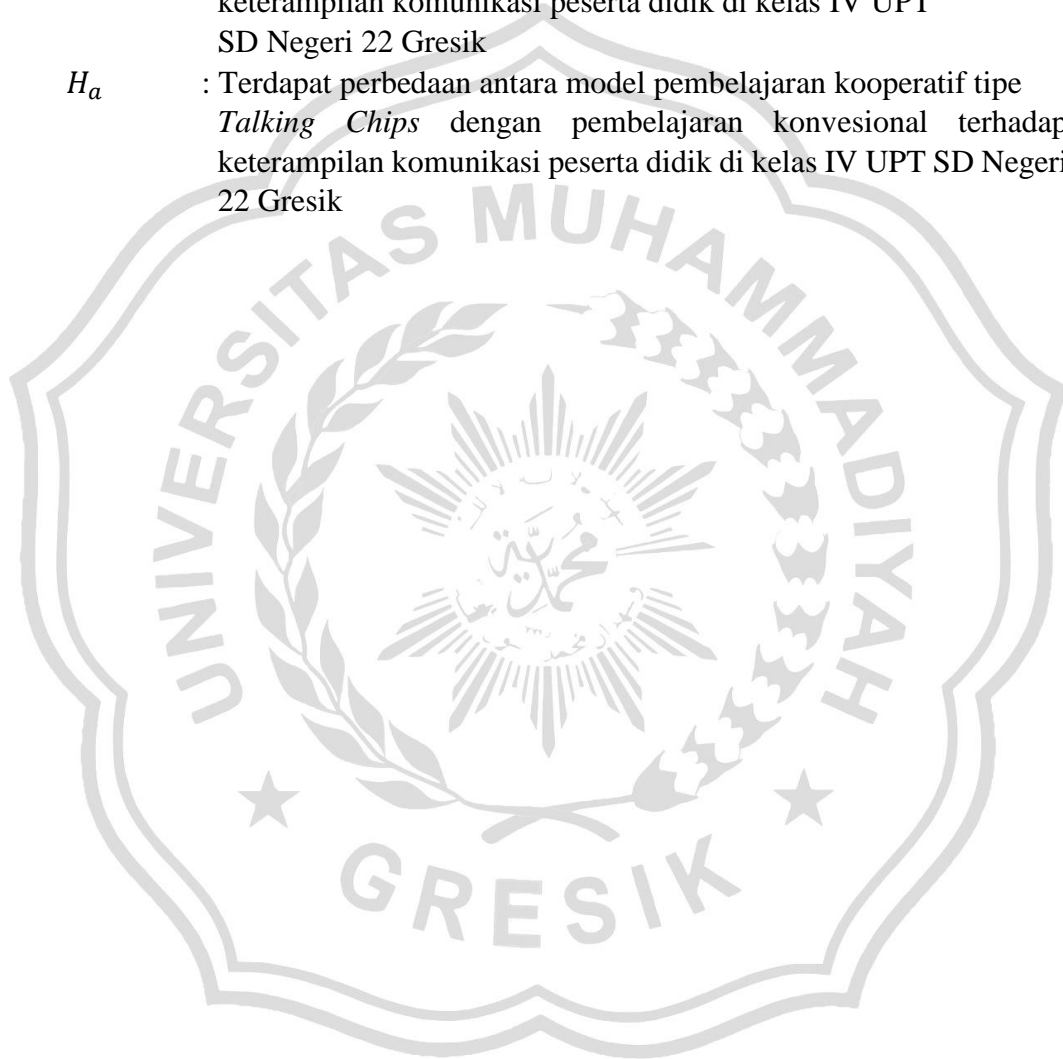 keterampilan komunikasi peserta didik di kelas IV UPT
SD Negeri 22 Gresik
H_a : Terdapat perbedaan antara model pembelajaran kooperatif tipe
Talking Chips dengan pembelajaran konvesional terhadap
keterampilan komunikasi peserta didik di kelas IV UPT SD Negeri
22 Gresik
UNIVERSITAS MUHAMMADIYAH
GRESIK